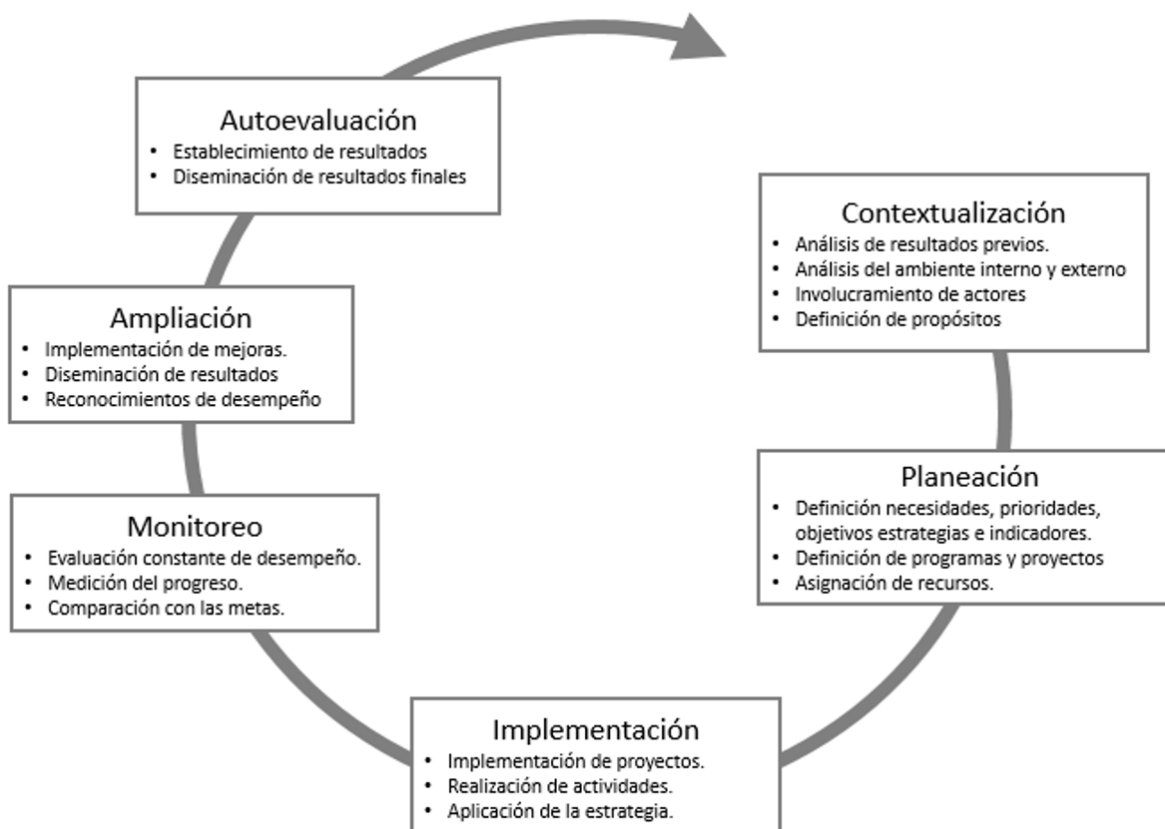 Autoevaluación
• Establecimiento de resultados
• Diseminación de resultados finales
Contextualización
• Análisis de resultados previos.
• Análisis del ambiente interno y externo
• Involucramiento de actores
• Definición de propósitos
Ampliación
• Implementación de mejoras.
• Diseminación de resultados
• Reconocimientos de desempeño
Planeación
• Definición necesidades, prioridades,
objetivos estrategias e indicadores.
• Definición de programas y proyectos
• Asignación de recursos.
Monitoreo
• Evaluación constante de desempeño.
• Medición del progreso.
• Comparación con las metas.
Implementación
• Implementación de proyectos.
• Realización de actividades.
• Aplicación de la estrategia.